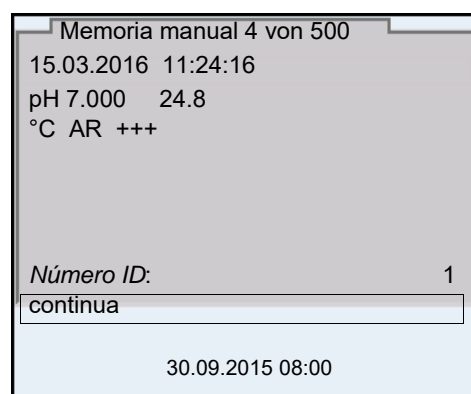 Memoria manual 4 von 500
15.03.2016 11:24:16
pH 7.000 24.8
°C AR +++
Número ID: 1
continua
30.09.2015 08:00